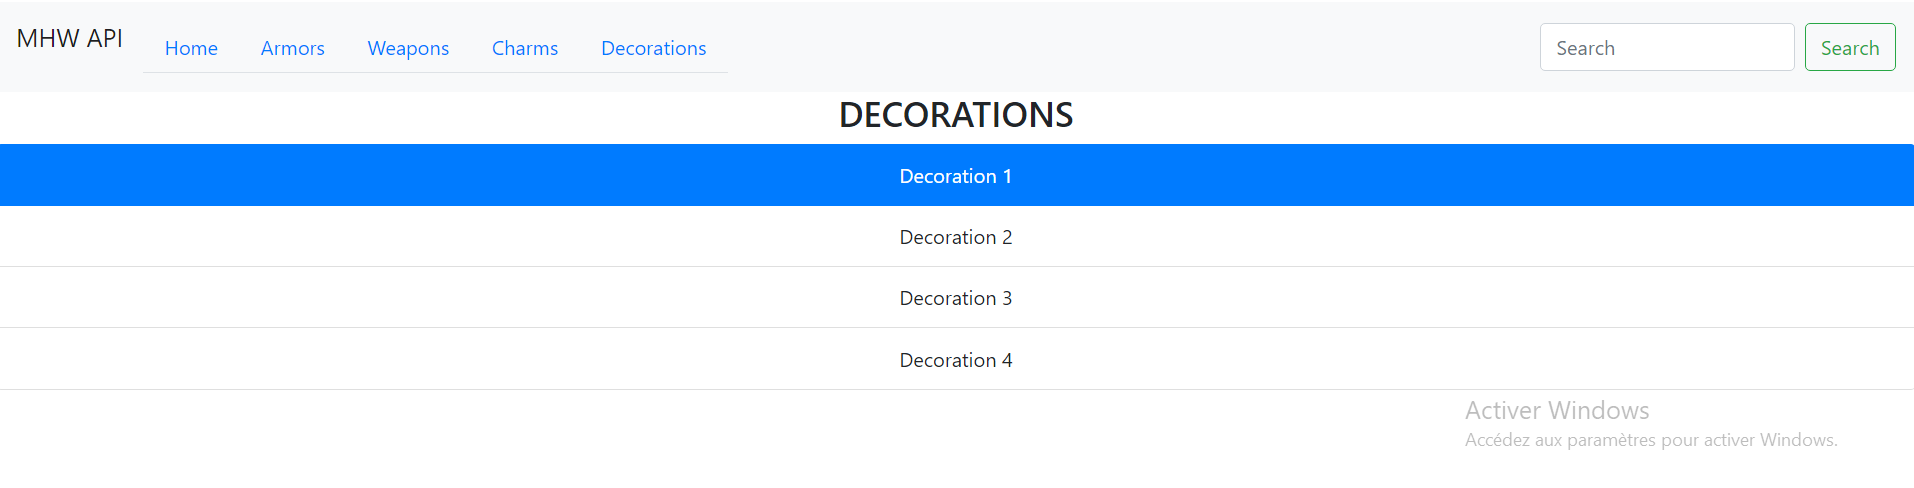 MHW API Home Armors Weapons Charms Decorations Search Search
DECORATIONS
Decoration 1
Decoration 2
Decoration 3
Decoration 4
Activer Windows
Accédez aux paramètres pour activer Windows.